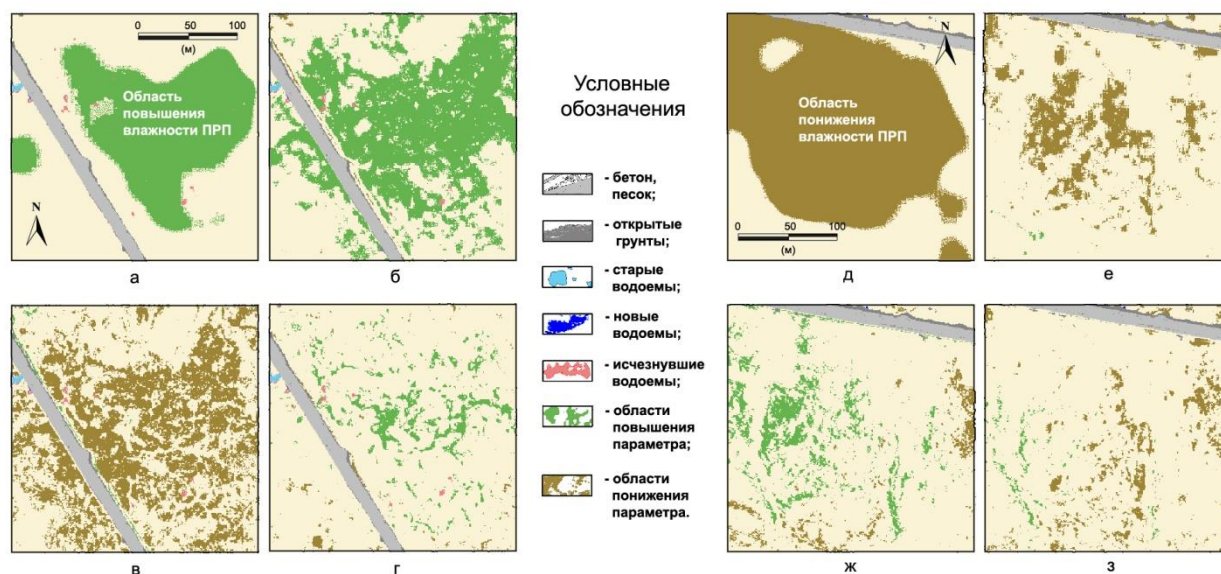 0 50 100
(м)
Область
повышения
влажности ПРП
N
а
б
в
г
Условные
обозначения
- бетон,
песок;
- открытые
грунты;
- старые
водоемы;
- новые
водоемы;
- исчезнувшие
водоемы;
- области
повышения
параметра;
- области
понижения
параметра.
N
Область
понижения
влажности ПРП
0 50 100
(м)
д
е
ж
з